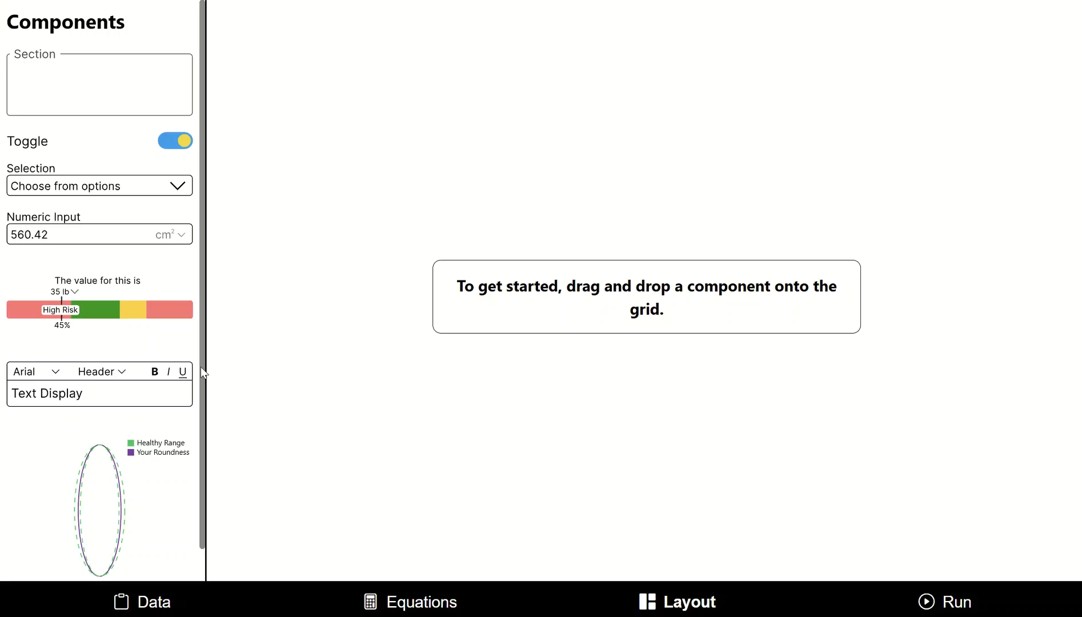 Components
Section
Toggle
Selection
Choose from options
Numeric Input
560.42 cm²
The value for this is
35 lb
High Risk
45%
Arial Header B I U
Text Display
Healthy Range
Your Roundness
To get started, drag and drop a component onto the
grid.
Data Equations Layout Run